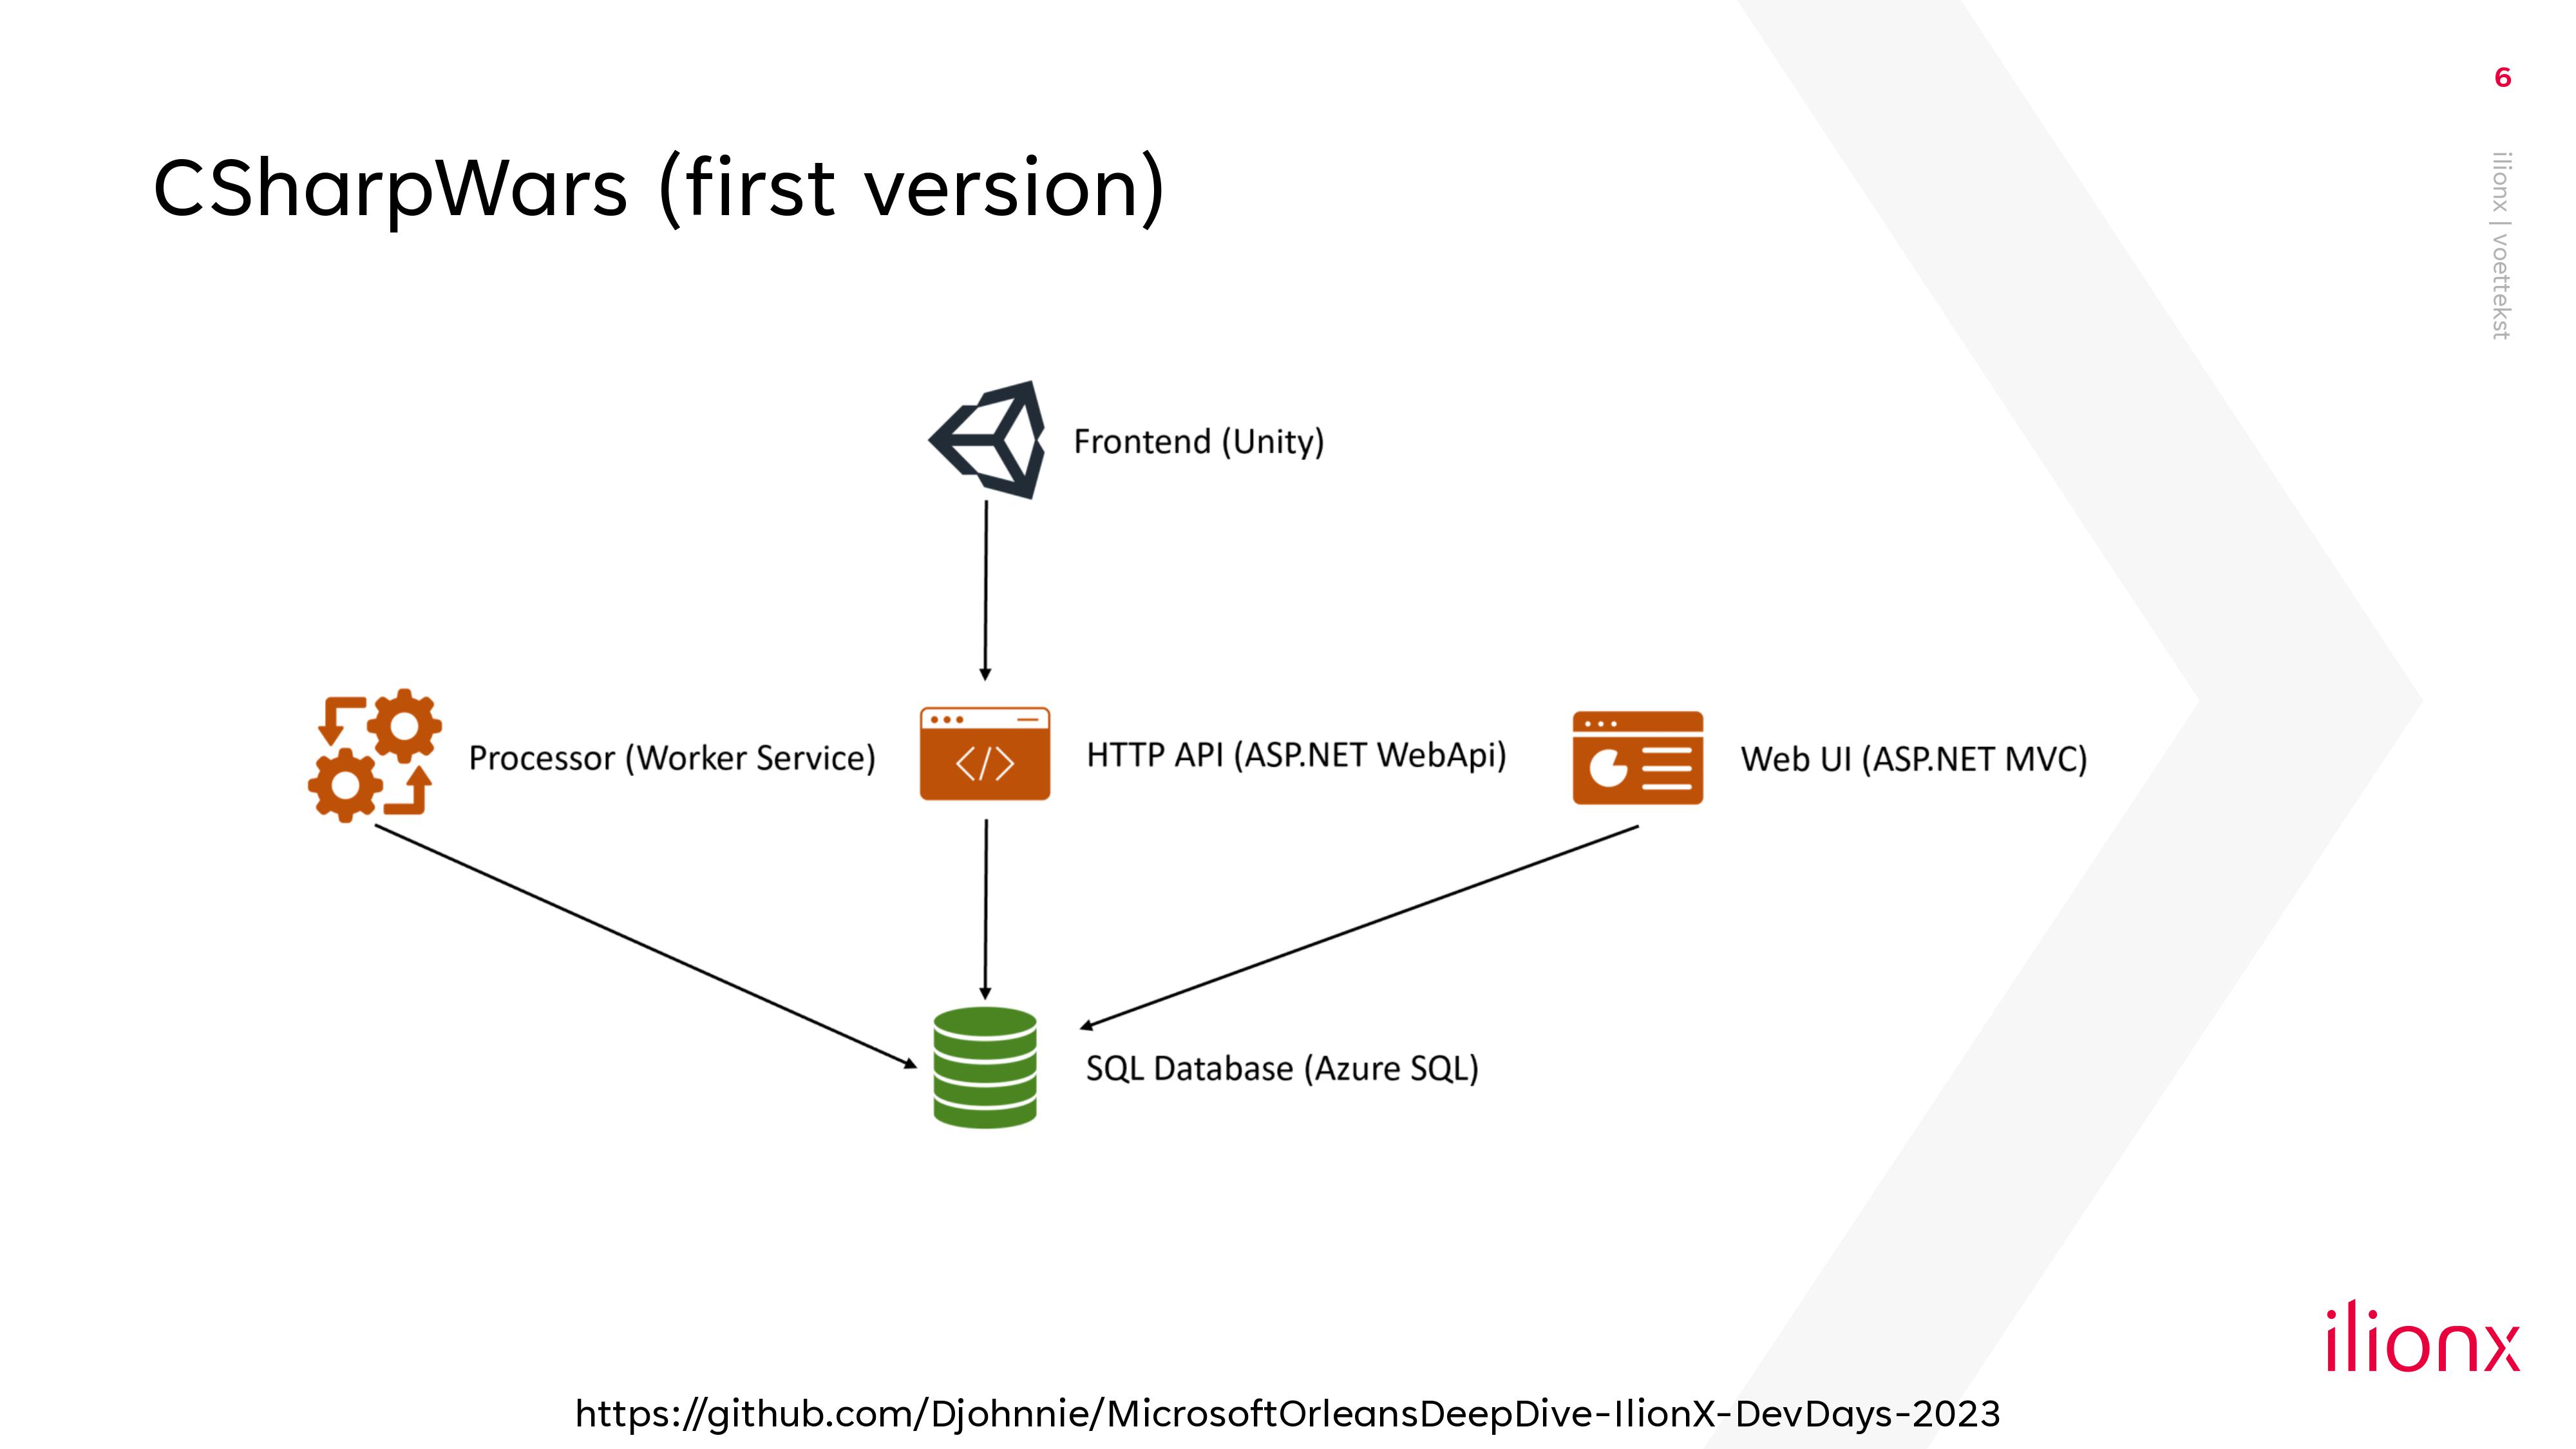 6
ilionx | voettekst
CSharpWars (first version)
Frontend (Unity)
Processor (Worker Service)
</>
HTTP API (ASP.NET WebApi)
Web UI (ASP.NET MVC)
SQL Database (Azure SQL)
ilionx
https://github.com/Djohnnie/MicrosoftOrleansDeepDive-IlionX-DevDays-2023